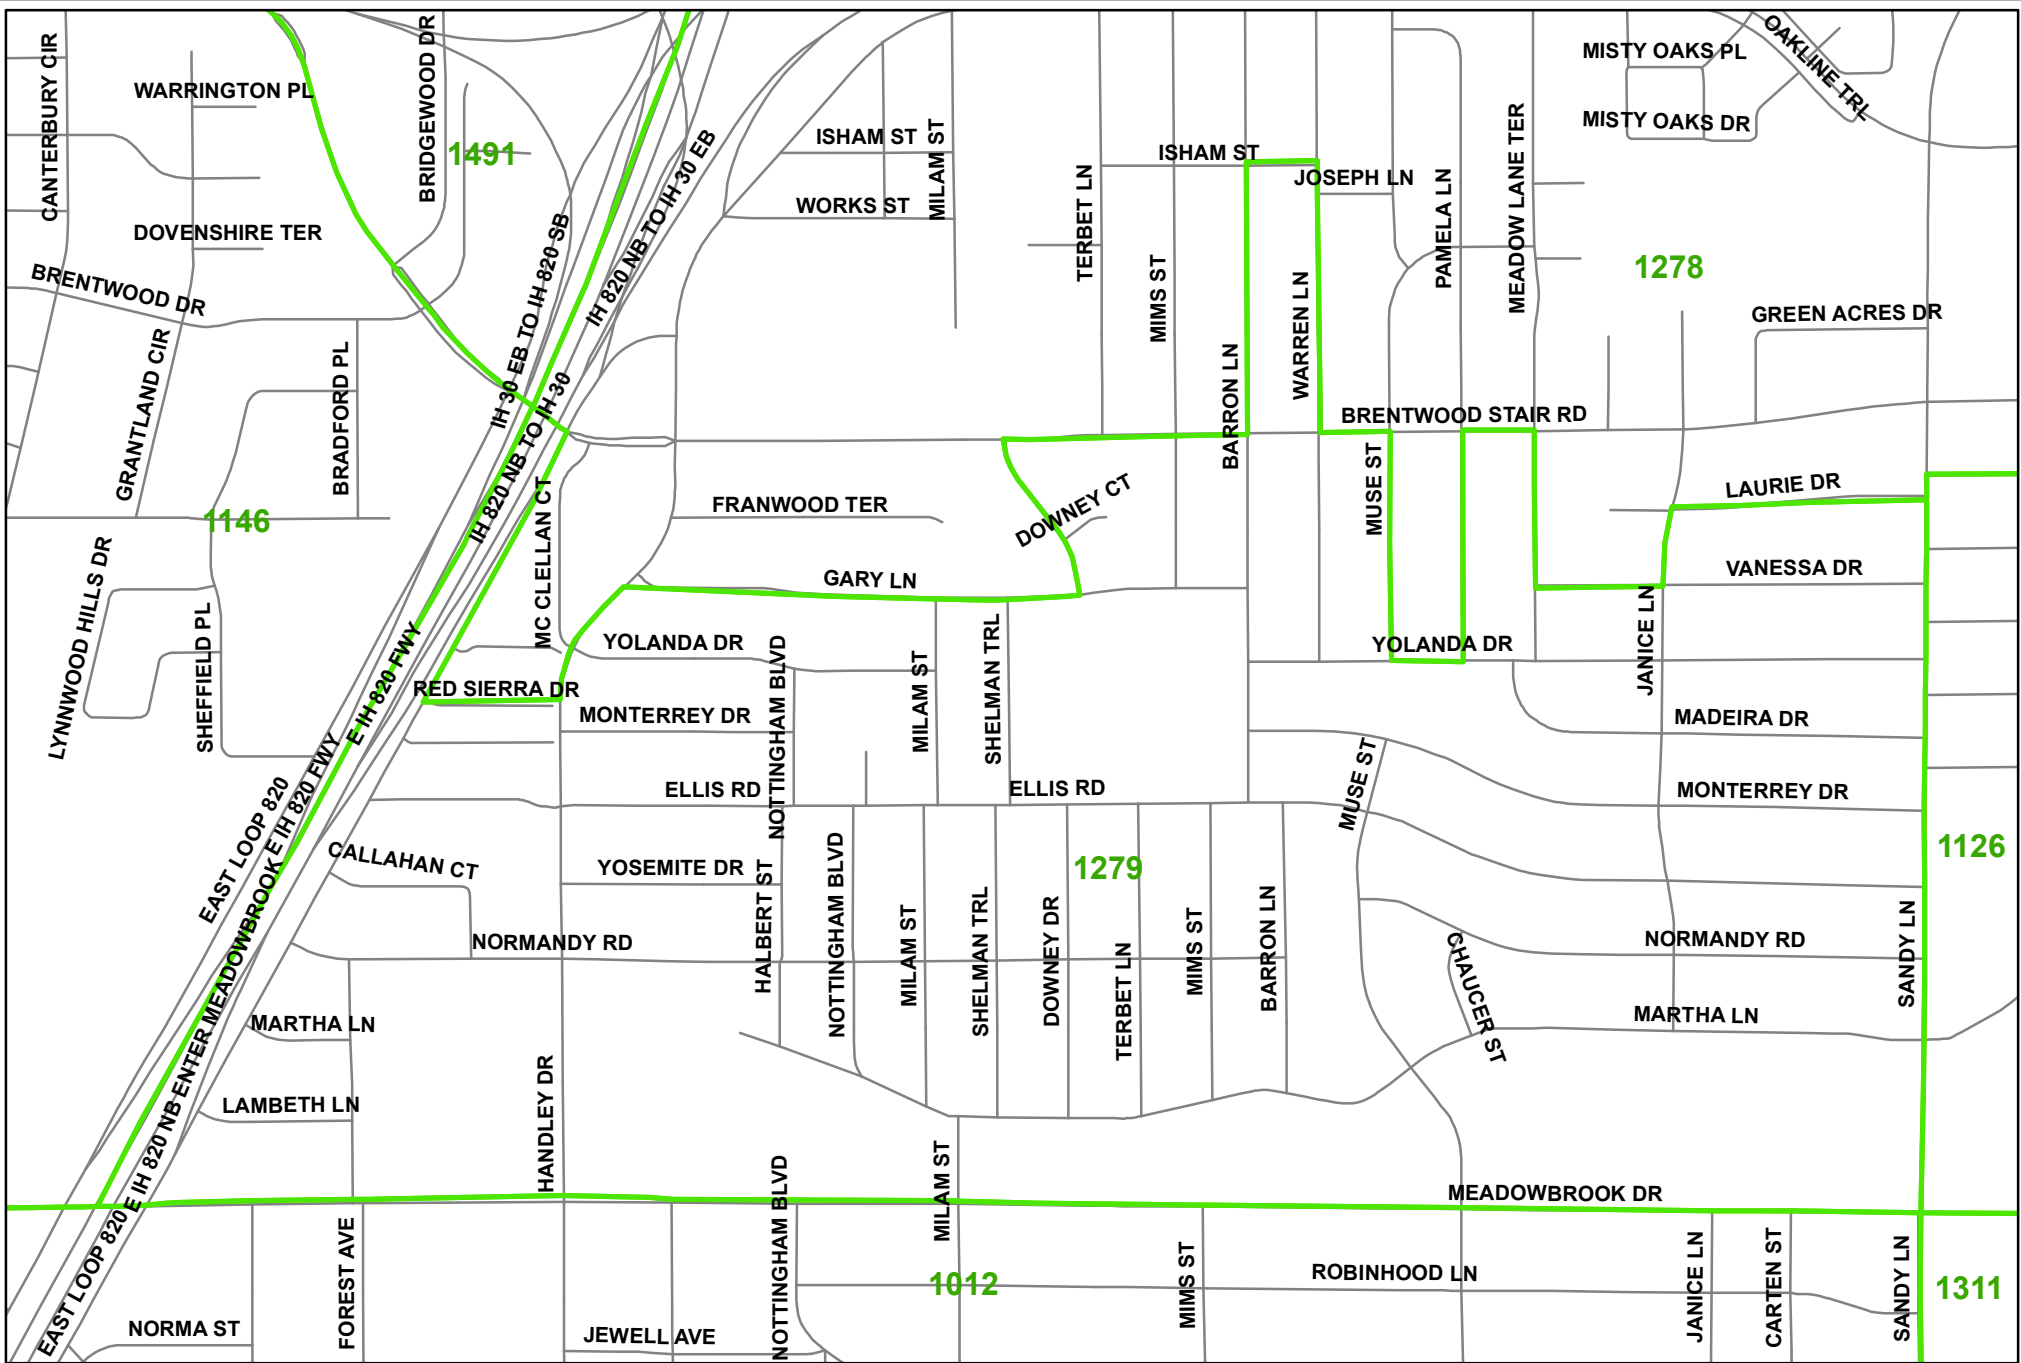 CANTERBURY CIR
WARRINGTON PL
BRIDGEWOOD DR
1491
DOVENSHIRE TER
BRENTWOOD DR
GRANTLAND CIR
BRADFORD PL
1146
LYNNWOOD HILLS DR
SHEFFIELD PL
IH 30 EB TO IH 820 SB
IH 820 NB TO IH 30 EB
IH 820 NB TO IH 30
E IH 820 FWY
E IH 820 FWY
EAST LOOP 820
E IH 820 NB ENTER MEADOWBROOK
EAST LOOP 820
ISHAM ST
MILAM ST
WORKS ST
TERBET LN
ISHAM ST
MIMS ST
BARRON LN
WARREN LN
JOSEPH LN
PAMELA LN
MEADOW LANE TER
MISTY OAKS PL
MISTY OAKS DR
OAKLINE TRL
1278
GREEN ACRES DR
BRENTWOOD STAIR RD
MUSE ST
LAURIE DR
VANESSA DR
JANICE LN
YOLANDA DR
MC CLELLAN CT
FRANWOOD TER
DOWNEY CT
GARY LN
YOLANDA DR
RED SIERRA DR
MONTERREY DR
NOTTINGHAM BLVD
MILAM ST
SHELMAN TRL
MADEIRA DR
MONTERREY DR
MUSE ST
ELLIS RD
ELLIS RD
CALLAHAN CT
YOSEMITE DR
HALBERT ST
NOTTINGHAM BLVD
MILAM ST
SHELMAN TRL
DOWNEY DR
1279
TERBET LN
MIMS ST
BARRON LN
1126
NORMANDY RD
CHAUCER ST
NORMANDY RD
SANDY LN
MARTHA LN
MARTHA LN
LAMBETH LN
HANDLEY DR
MEADOWBROOK DR
FOREST AVE
NOTTINGHAM BLVD
MILAM ST
1012
MIMS ST
ROBINHOOD LN
JANICE LN
CARTEN ST
SANDY LN
1311
NORMA ST
JEWELL AVE